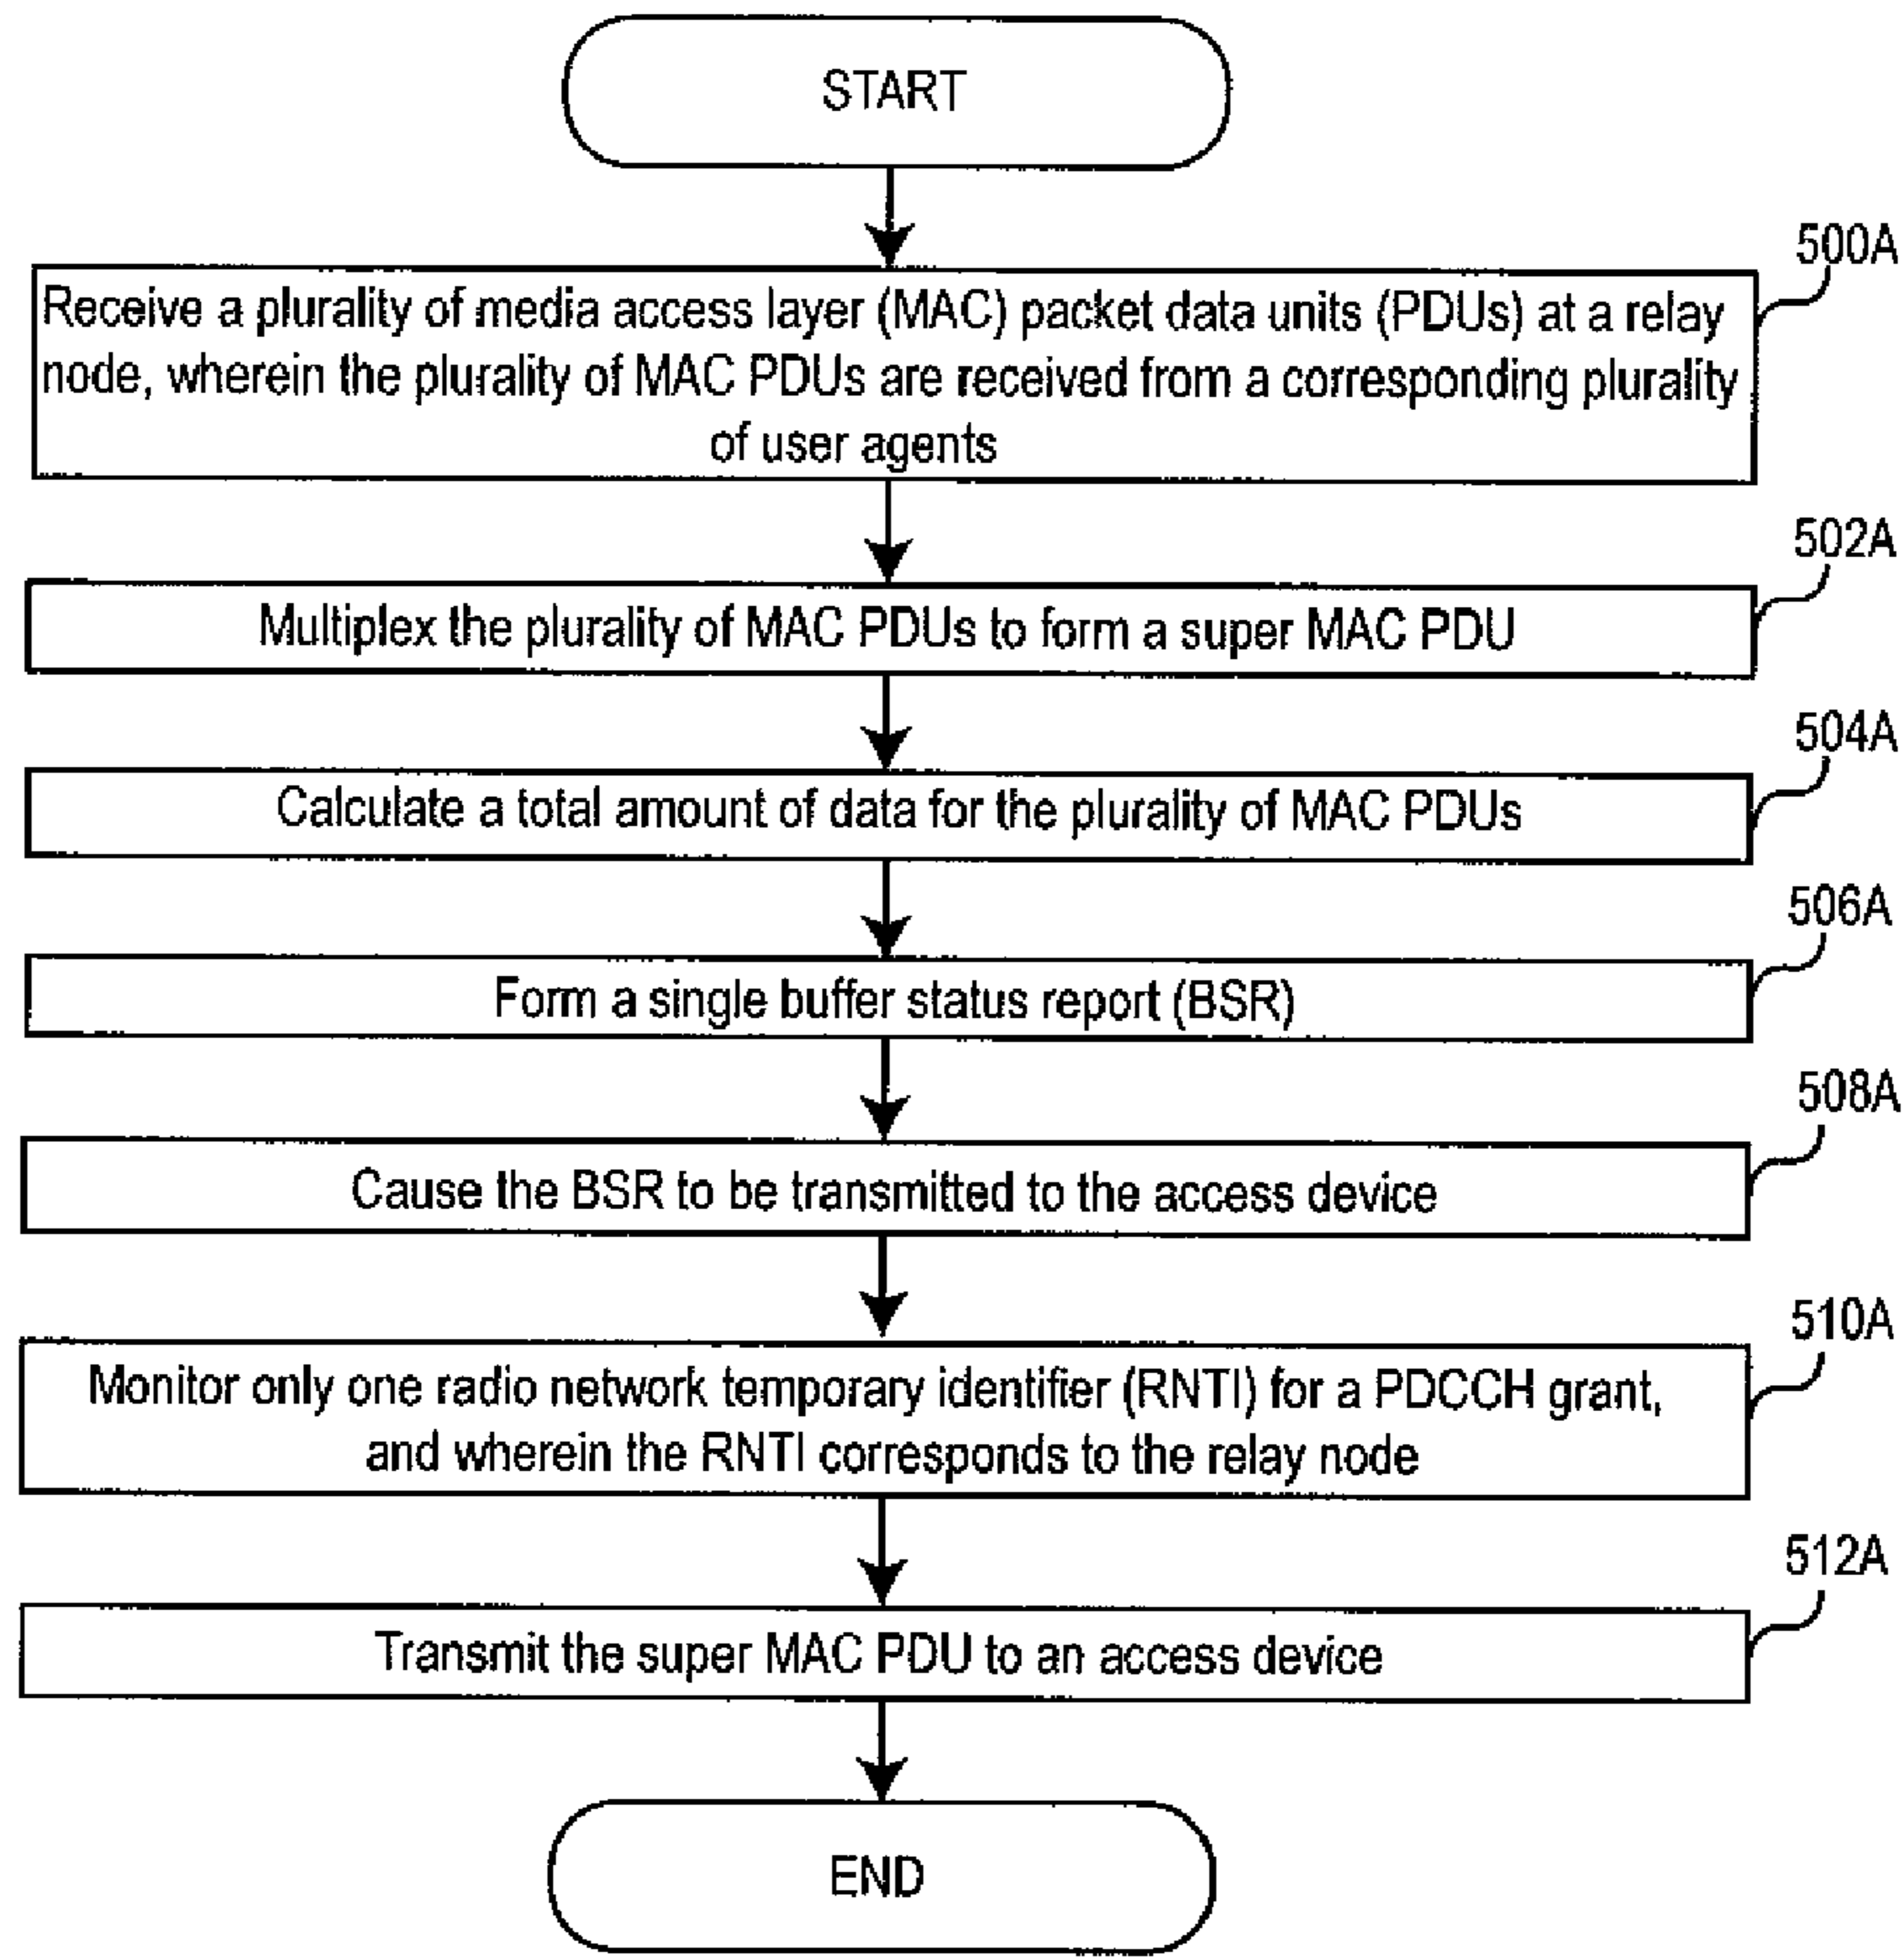 START
500A
Receive a plurality of media access layer (MAC) packet data units (PDUs) at a relay
node, wherein the plurality of MAC PDUs are received from a corresponding plurality
of user agents
502A
Multiplex the plurality of MAC PDUs to form a super MAC PDU
504A
Calculate a total amount of data for the plurality of MAC PDUs
506A
Form a single buffer status report (BSR)
508A
Cause the BSR to be transmitted to the access device
510A
Monitor only one radio network temporary identifier (RNTI) for a PDCCH grant,
and wherein the RNTI corresponds to the relay node
512A
Transmit the super MAC PDU to an access device
END